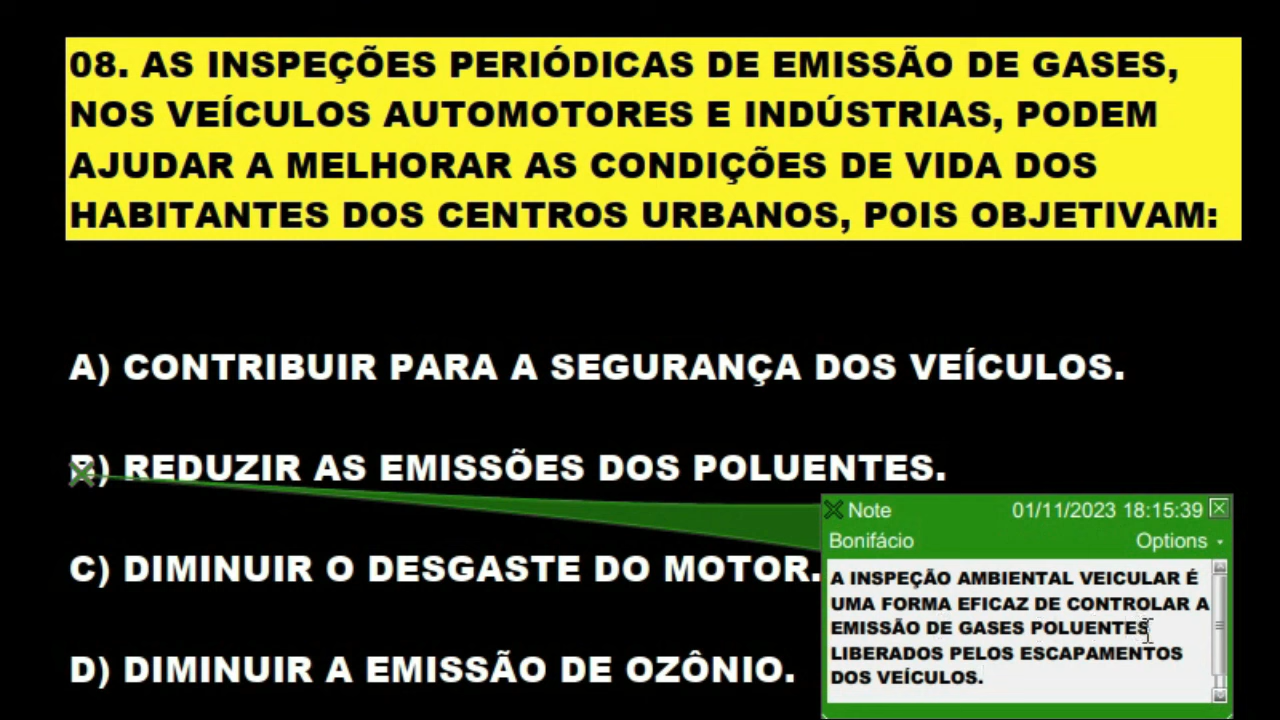 08. AS INSPEÇÕES PERIÓDICAS DE EMISSÃO DE GASES,
NOS VEÍCULOS AUTOMOTORES E INDÚSTRIAS, PODEM
AJUDAR A MELHORAR AS CONDIÇÕES DE VIDA DOS
HABITANTES DOS CENTROS URBANOS, POIS OBJETIVAM:
A) CONTRIBUIR PARA A SEGURANÇA DOS VEÍCULOS.
B) REDUZIR AS EMISSÕES DOS POLUENTES.
C) DIMINUIR O DESGASTE DO MOTOR.
D) DIMINUIR A EMISSÃO DE OZÔNIO.
Note 01/11/2023 18:15:39
Bonifácio Options
A INSPEÇÃO AMBIENTAL VEICULAR É
UMA FORMA EFICAZ DE CONTROLAR A
EMISSÃO DE GASES POLUENTES
LIBERADOS PELOS ESCAPAMENTOS
DOS VEÍCULOS.